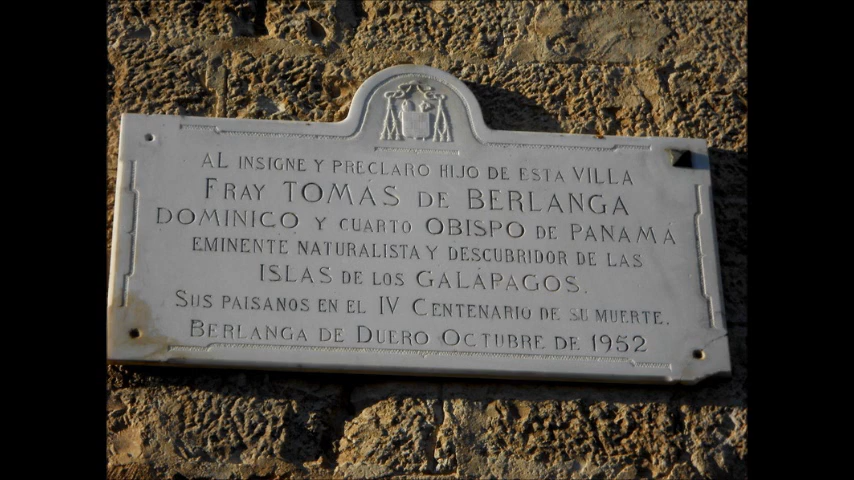 AL INSIGNE Y PRECLARO HIJO DE ESTA VILLA
FRAY TOMÁS DE BERLANGA
DOMINICO Y CUARTO OBISPO DE PANAMÁ
EMINENTE NATURALISTA Y DESCUBRIDOR DE LAS
ISLAS DE LOS GALÁPAGOS.
SUS PAISANOS EN EL IV CENTENARIO DE SU MUERTE.
BERLANGA DE DUERO OCTUBRE DE 1952